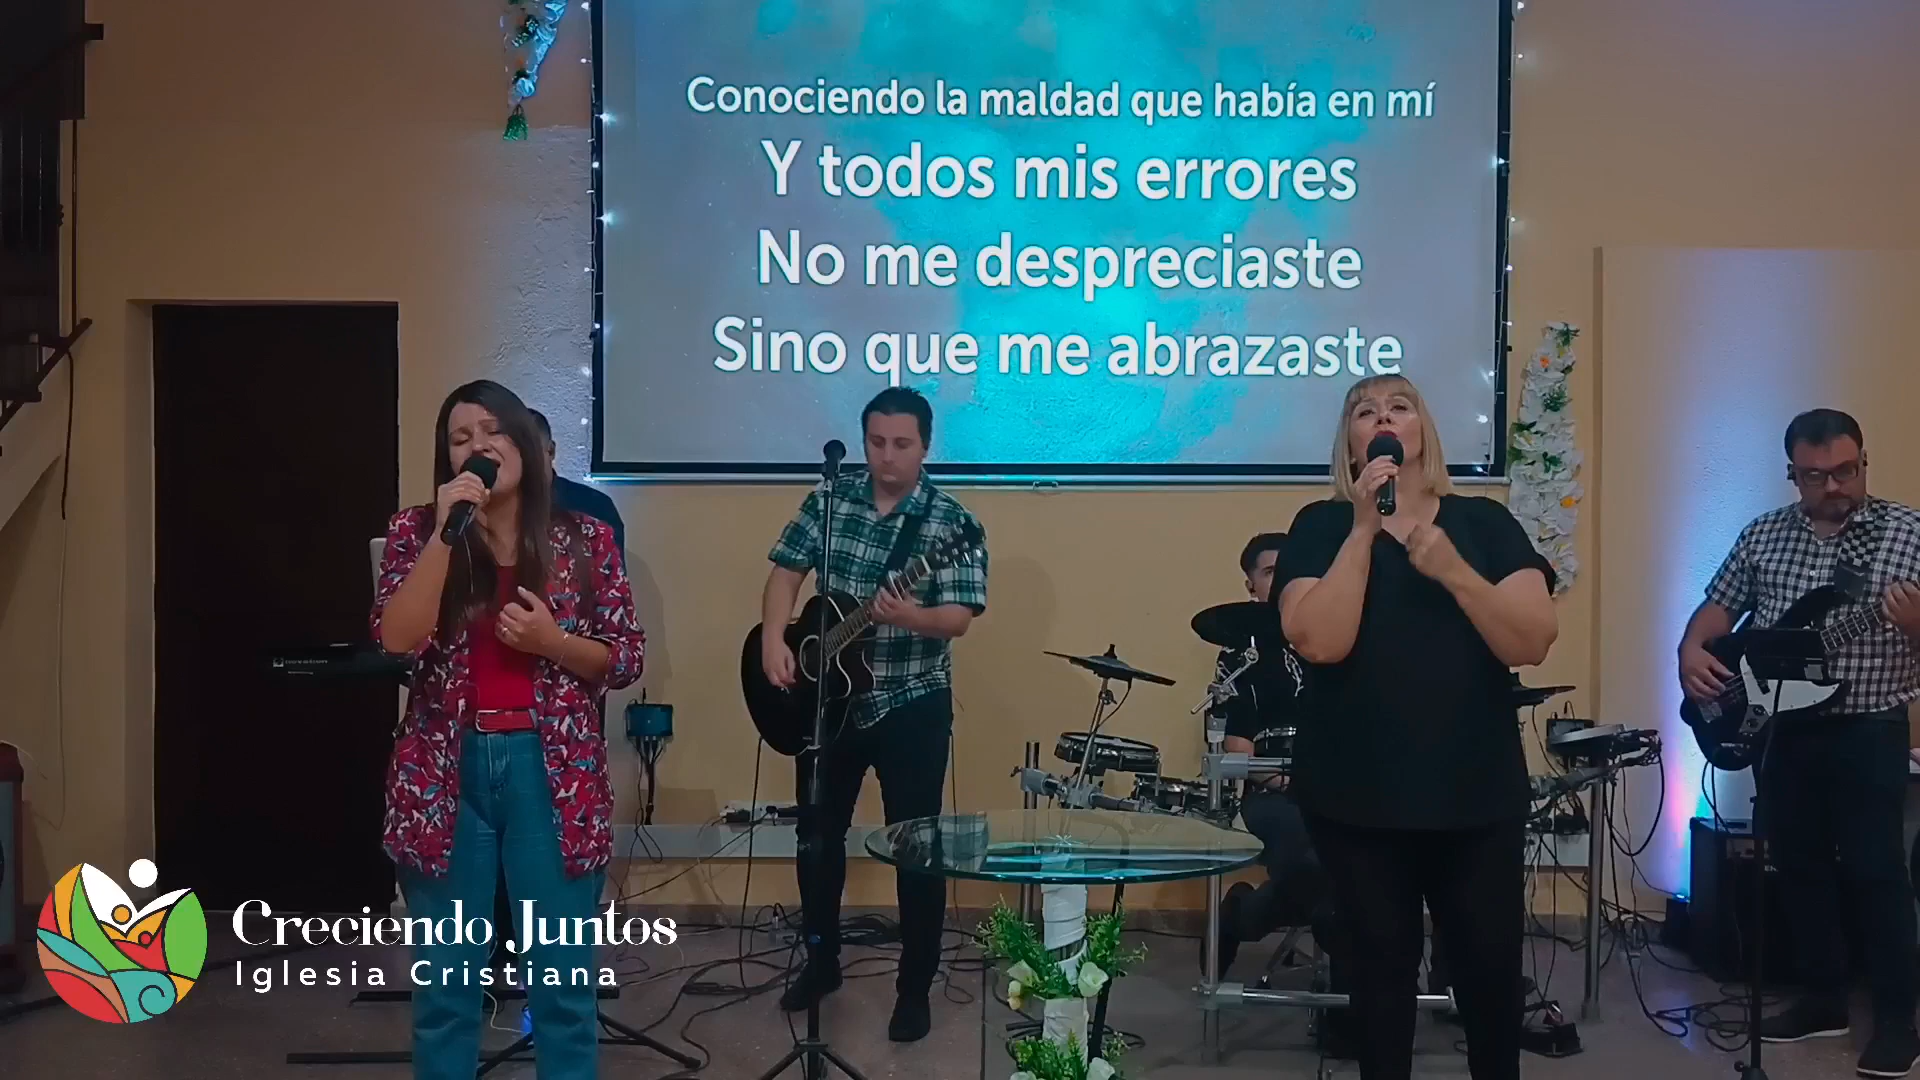 Conociendo la maldad que había en mí
Y todos mis errores
No me despreciaste
Sino que me abrazaste
Creciendo Juntos
Iglesia Cristiana